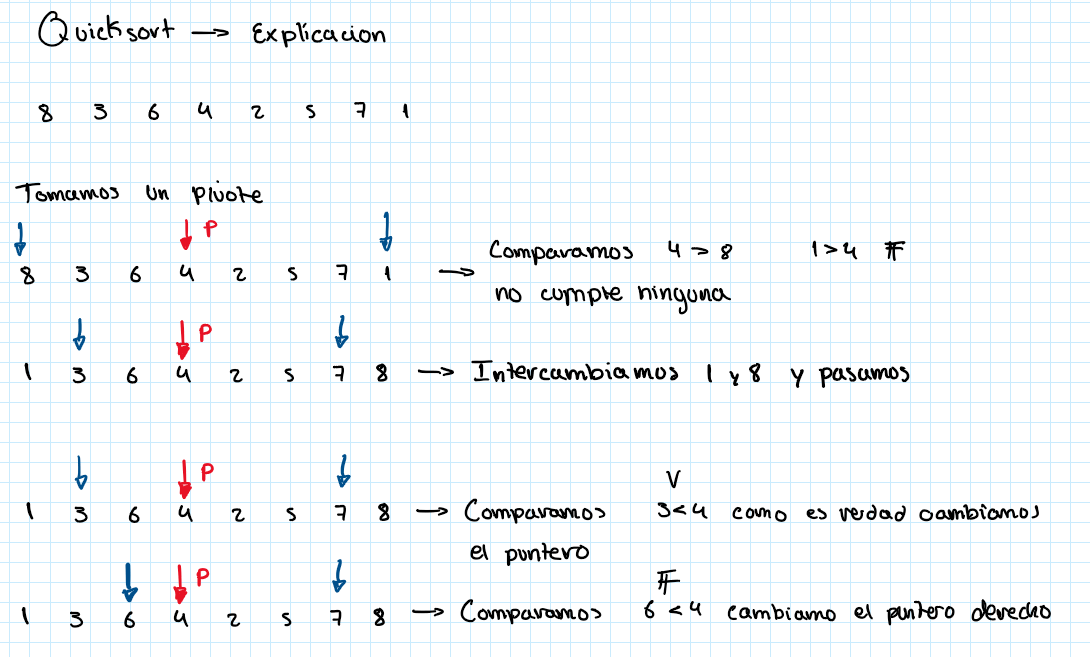 Quicksort → Explicacion
8 3 6 4 2 5 7 1
Tomamos un pivote
P
8 3 6 4 2 5 7 1 → Comparamos 4 > 8 1 > 4 F
no cumple ninguna
P
1 3 6 4 2 5 7 8 → Intercambiamos 1 y 8 y pasamos
P V
1 3 6 4 2 5 7 8 → Comparamos 3<4 como es verdad cambiamos
el puntero
P F
1 3 6 4 2 5 7 8 → Comparamos 6 < 4 cambiamo el puntero derecho